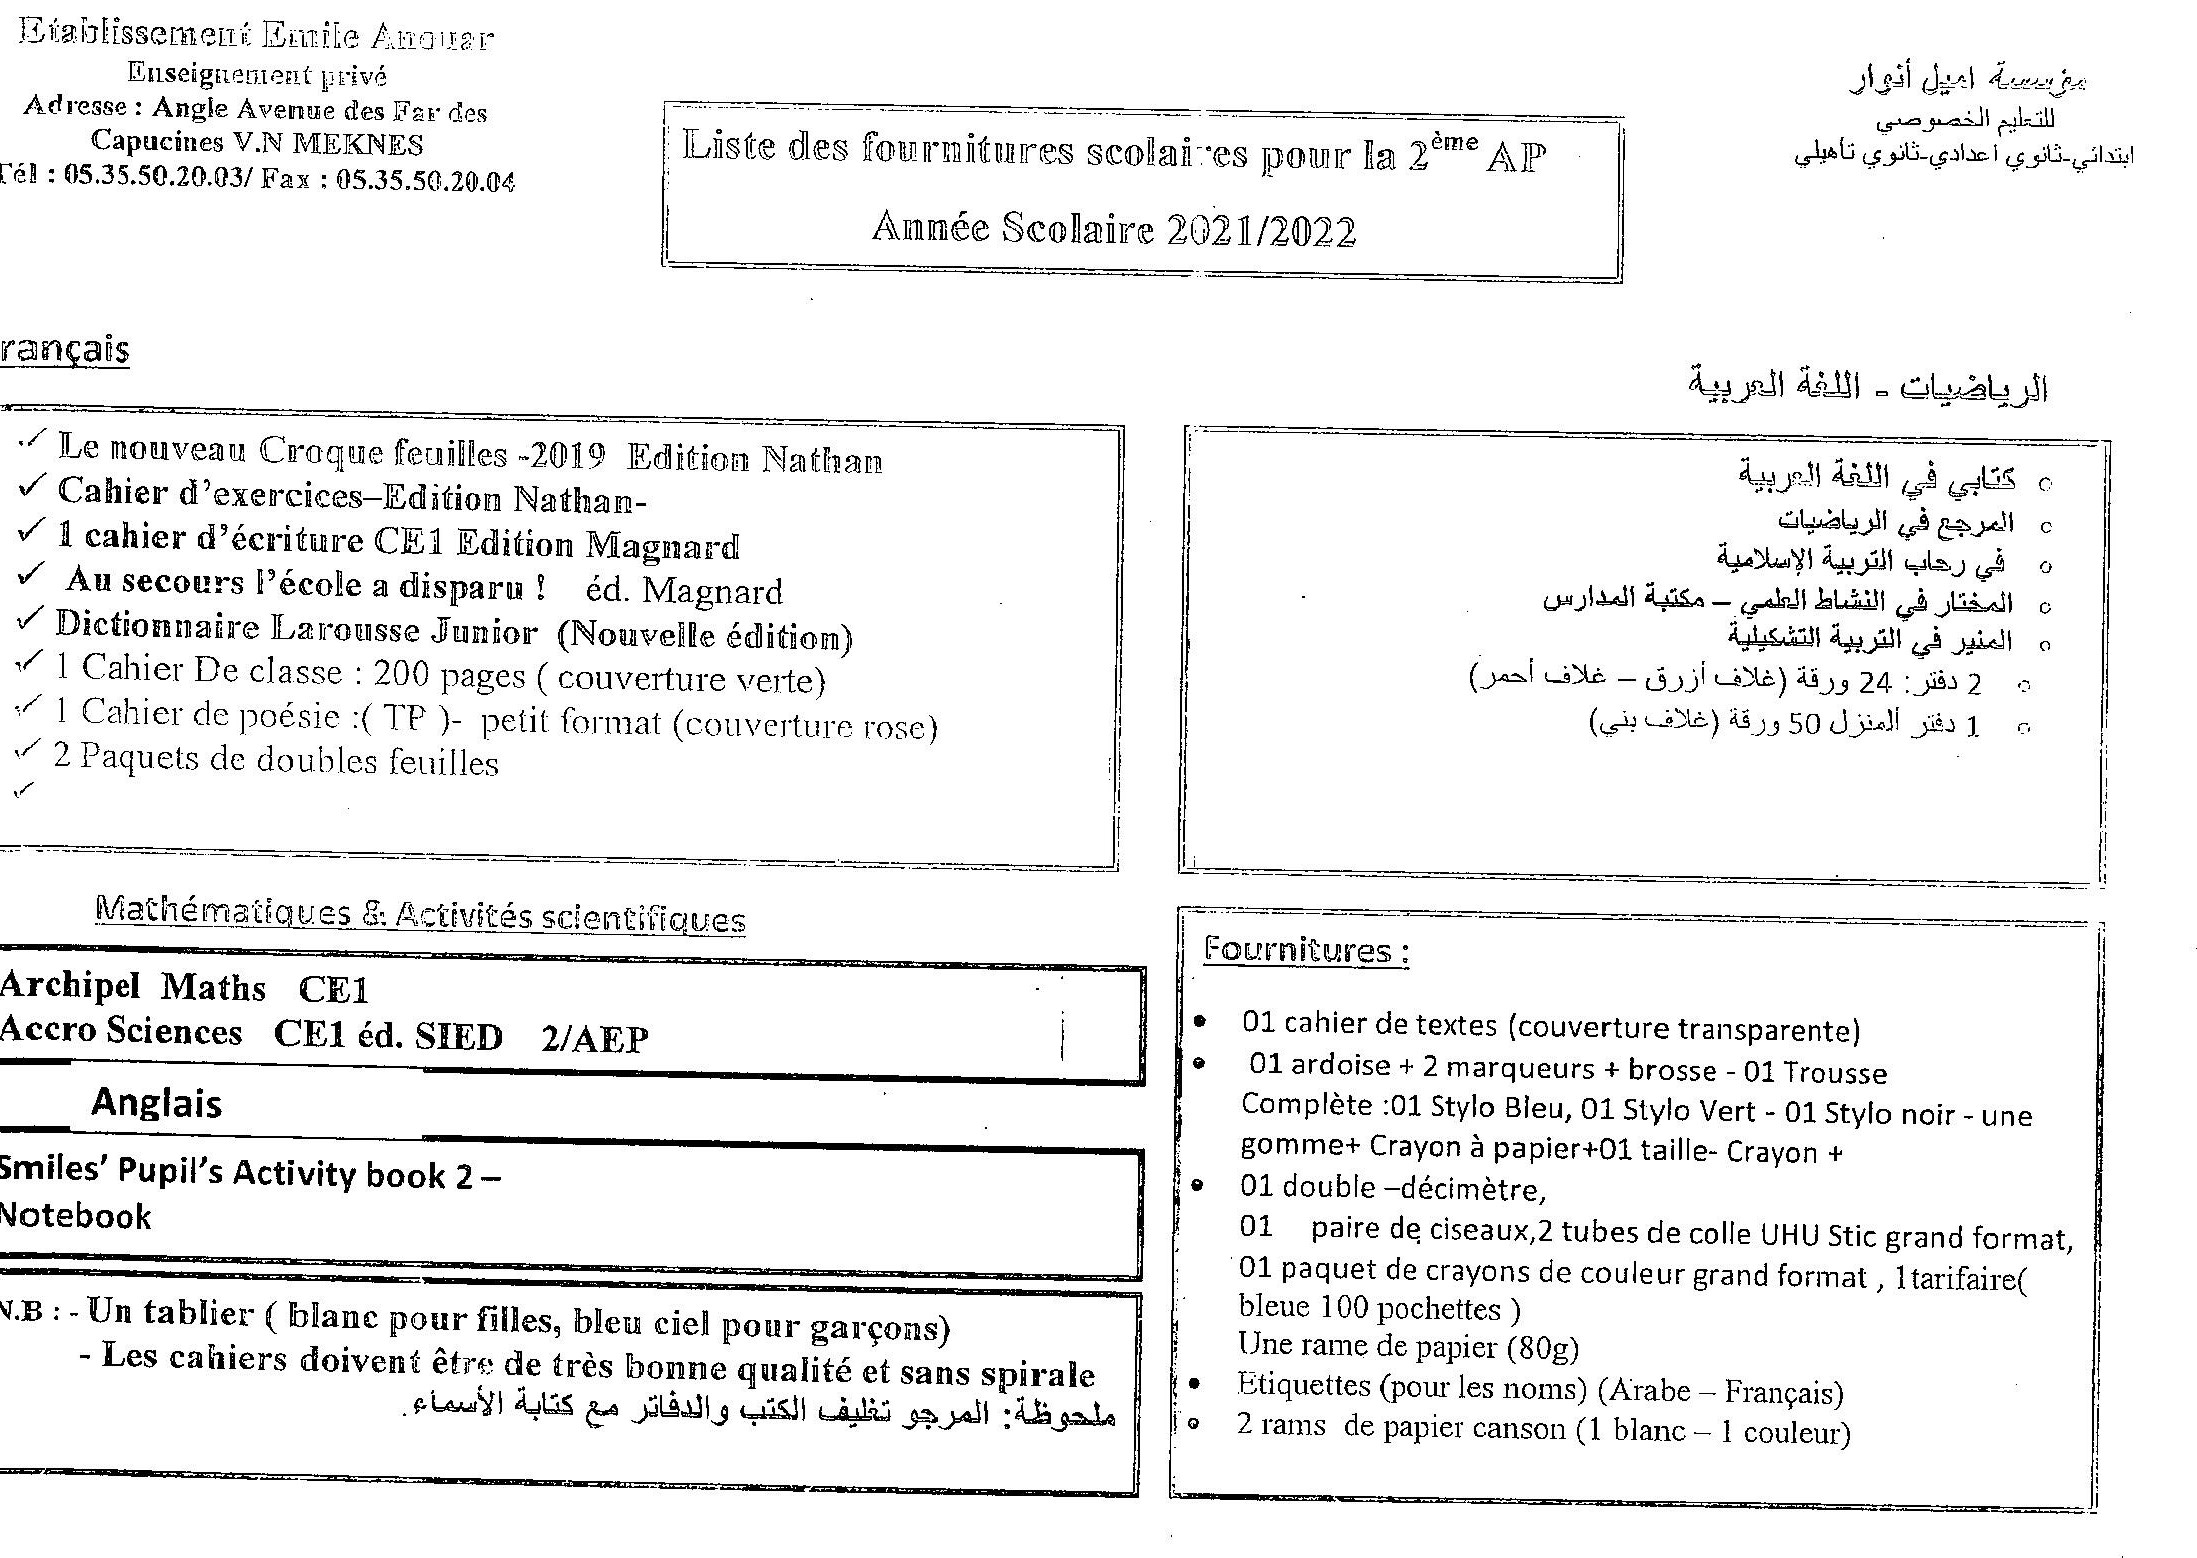 Etablissement Emile Anouar
Enseignement privé
Adresse : Angle Avenue des Far des
Capucines V.N MEKNES
Tél : 05.35.50.20.03/ Fax : 05.35.50.20.04
مؤسسة اميل أنوار
للتعليم الخصوصي
ابتدائي-ثانوي اعدادي-ثانوي تأهيلي
Liste des fournitures scolaires pour la 2ème AP
Année Scolaire 2021/2022
rançais
✓ Le nouveau Croque feuilles -2019 Edition Nathan
✓ Cahier d'exercices–Edition Nathan-
✓ 1 cahier d'écriture CE1 Edition Magnard
✓ Au secours l'école a disparu ! éd. Magnard
✓ Dictionnaire Larousse Junior (Nouvelle édition)
✓ 1 Cahier De classe : 200 pages ( couverture verte)
✓ 1 Cahier de poésie :( TP )- petit format (couverture rose)
✓ 2 Paquets de doubles feuilles
✓
الرياضيات - اللغة العربية
○ كتابي في اللغة العربية
○ المرجع في الرياضيات
○ في رحاب التربية الإسلامية
○ المختار في النشاط العلمي – مكتبة المدارس
○ المنير في التربية التشكيلية
○ 2 دفتر: 24 ورقة (غلاف أزرق – غلاف أحمر)
○ 1 دفتر المنزل 50 ورقة (غلاف بني)
Mathématiques & Activités scientifiques
Archipel Maths CE1
Accro Sciences CE1 éd. SIED 2/AEP
Anglais
Smiles' Pupil's Activity book 2 –
Notebook
N.B : - Un tablier ( blanc pour filles, bleu ciel pour garçons)
- Les cahiers doivent être de très bonne qualité et sans spirale
ملحوظة: المرجو تغليف الكتب والدفاتر مع كتابة الأسماء.
Fournitures :
• 01 cahier de textes (couverture transparente)
• 01 ardoise + 2 marqueurs + brosse - 01 Trousse
Complète :01 Stylo Bleu, 01 Stylo Vert - 01 Stylo noir - une
gomme+ Crayon à papier+01 taille- Crayon +
• 01 double –décimètre,
01 paire de ciseaux,2 tubes de colle UHU Stic grand format,
01 paquet de crayons de couleur grand format , 1tarifaire(
bleue 100 pochettes )
Une rame de papier (80g)
• Etiquettes (pour les noms) (Arabe – Français)
• 2 rams de papier canson (1 blanc – 1 couleur)